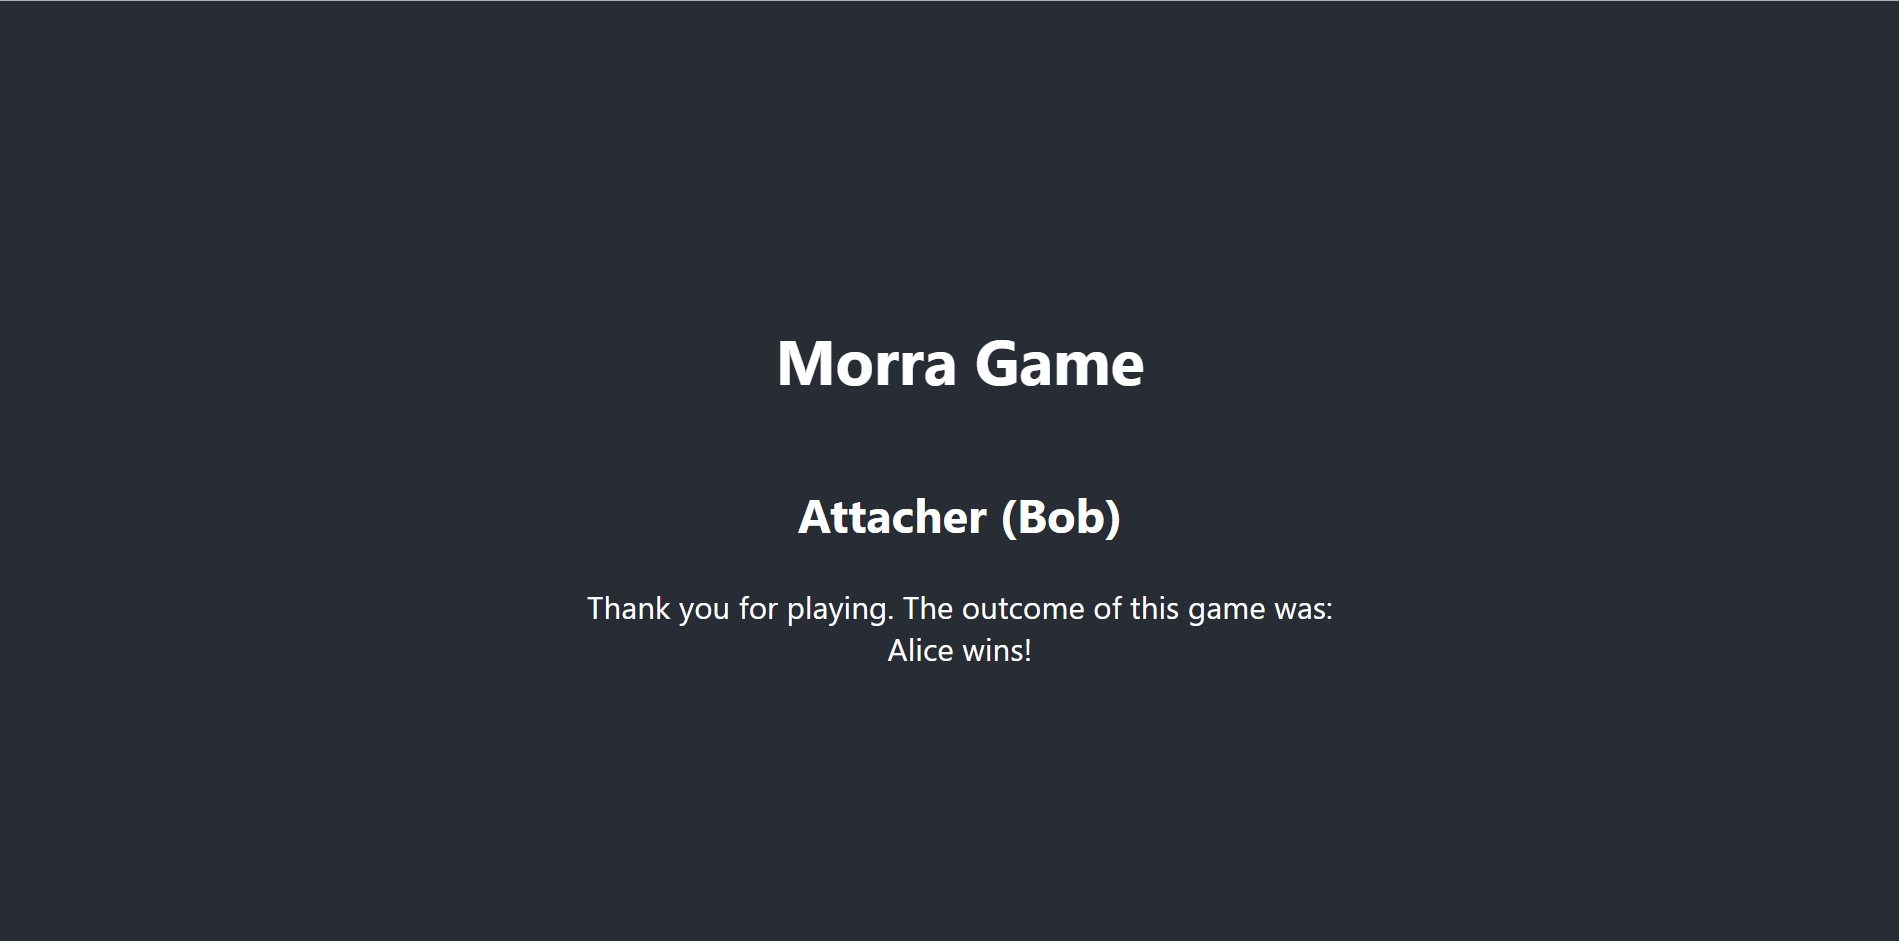 Morra Game
Attacher (Bob)
Thank you for playing. The outcome of this game was:
Alice wins!